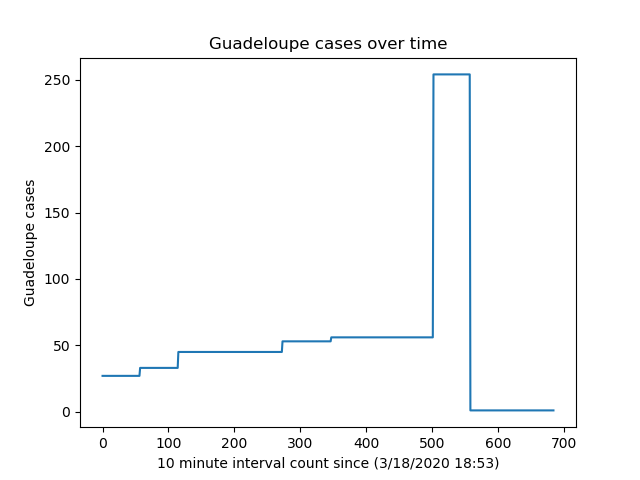 Guadeloupe cases over time
250
200
150
100
50
0
Guadeloupe cases
0 100 200 300 400 500 600 700
10 minute interval count since (3/18/2020 18:53)